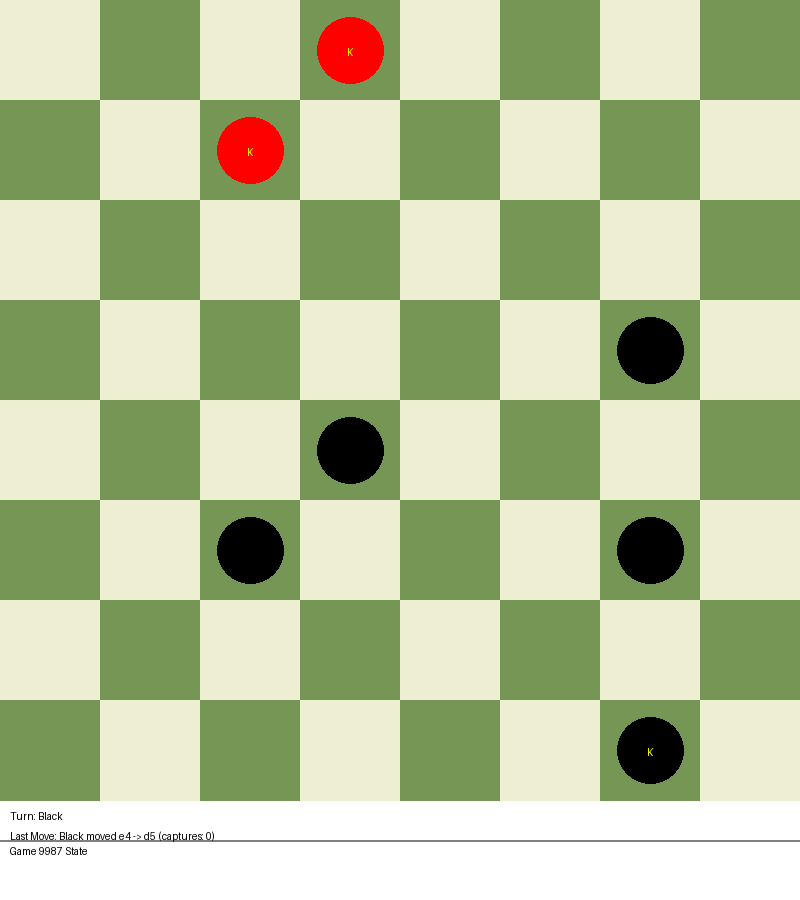 K
K
K
Turn: Black
Last Move: Black moved e4 -> d5 (captures: 0)
Game 9987 State